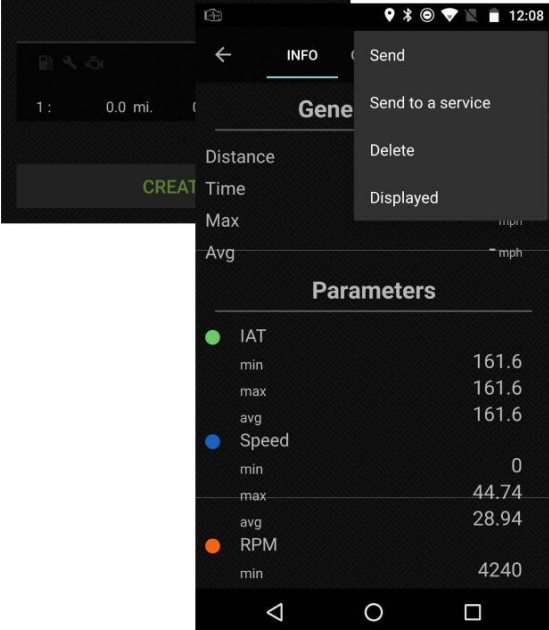 1 : 0.0 mi.
CREAT
12:08
INFO
Send
Send to a service
Delete
Displayed
Gene
Distance
Time
Max mph
Avg - mph
Parameters
IAT
min 161.6
max 161.6
avg 161.6
Speed
min 0
max 44.74
avg 28.94
RPM
min 4240